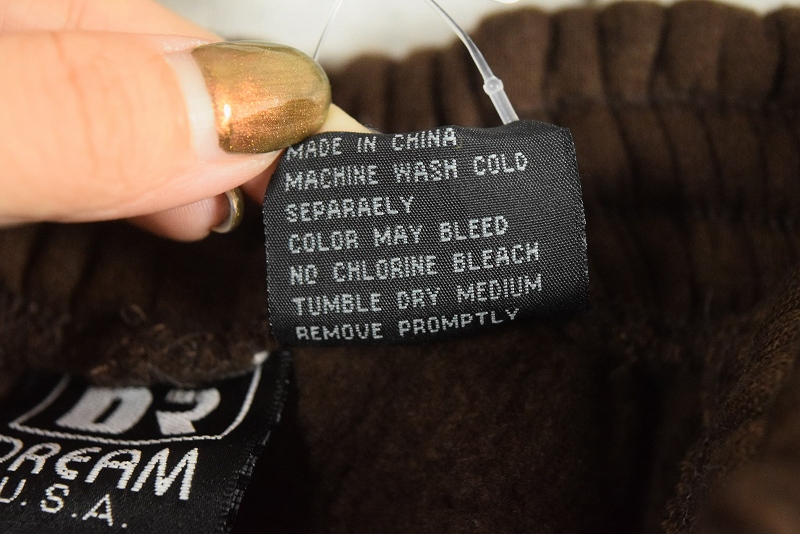 MADE IN CHINA
MACHINE WASH COLD
SEPARAELY
COLOR MAY BLEED
NO CHLORINE BLEACH
TUMBLE DRY MEDIUM
REMOVE PROMPTLY
DR
DREAM
U.S.A.